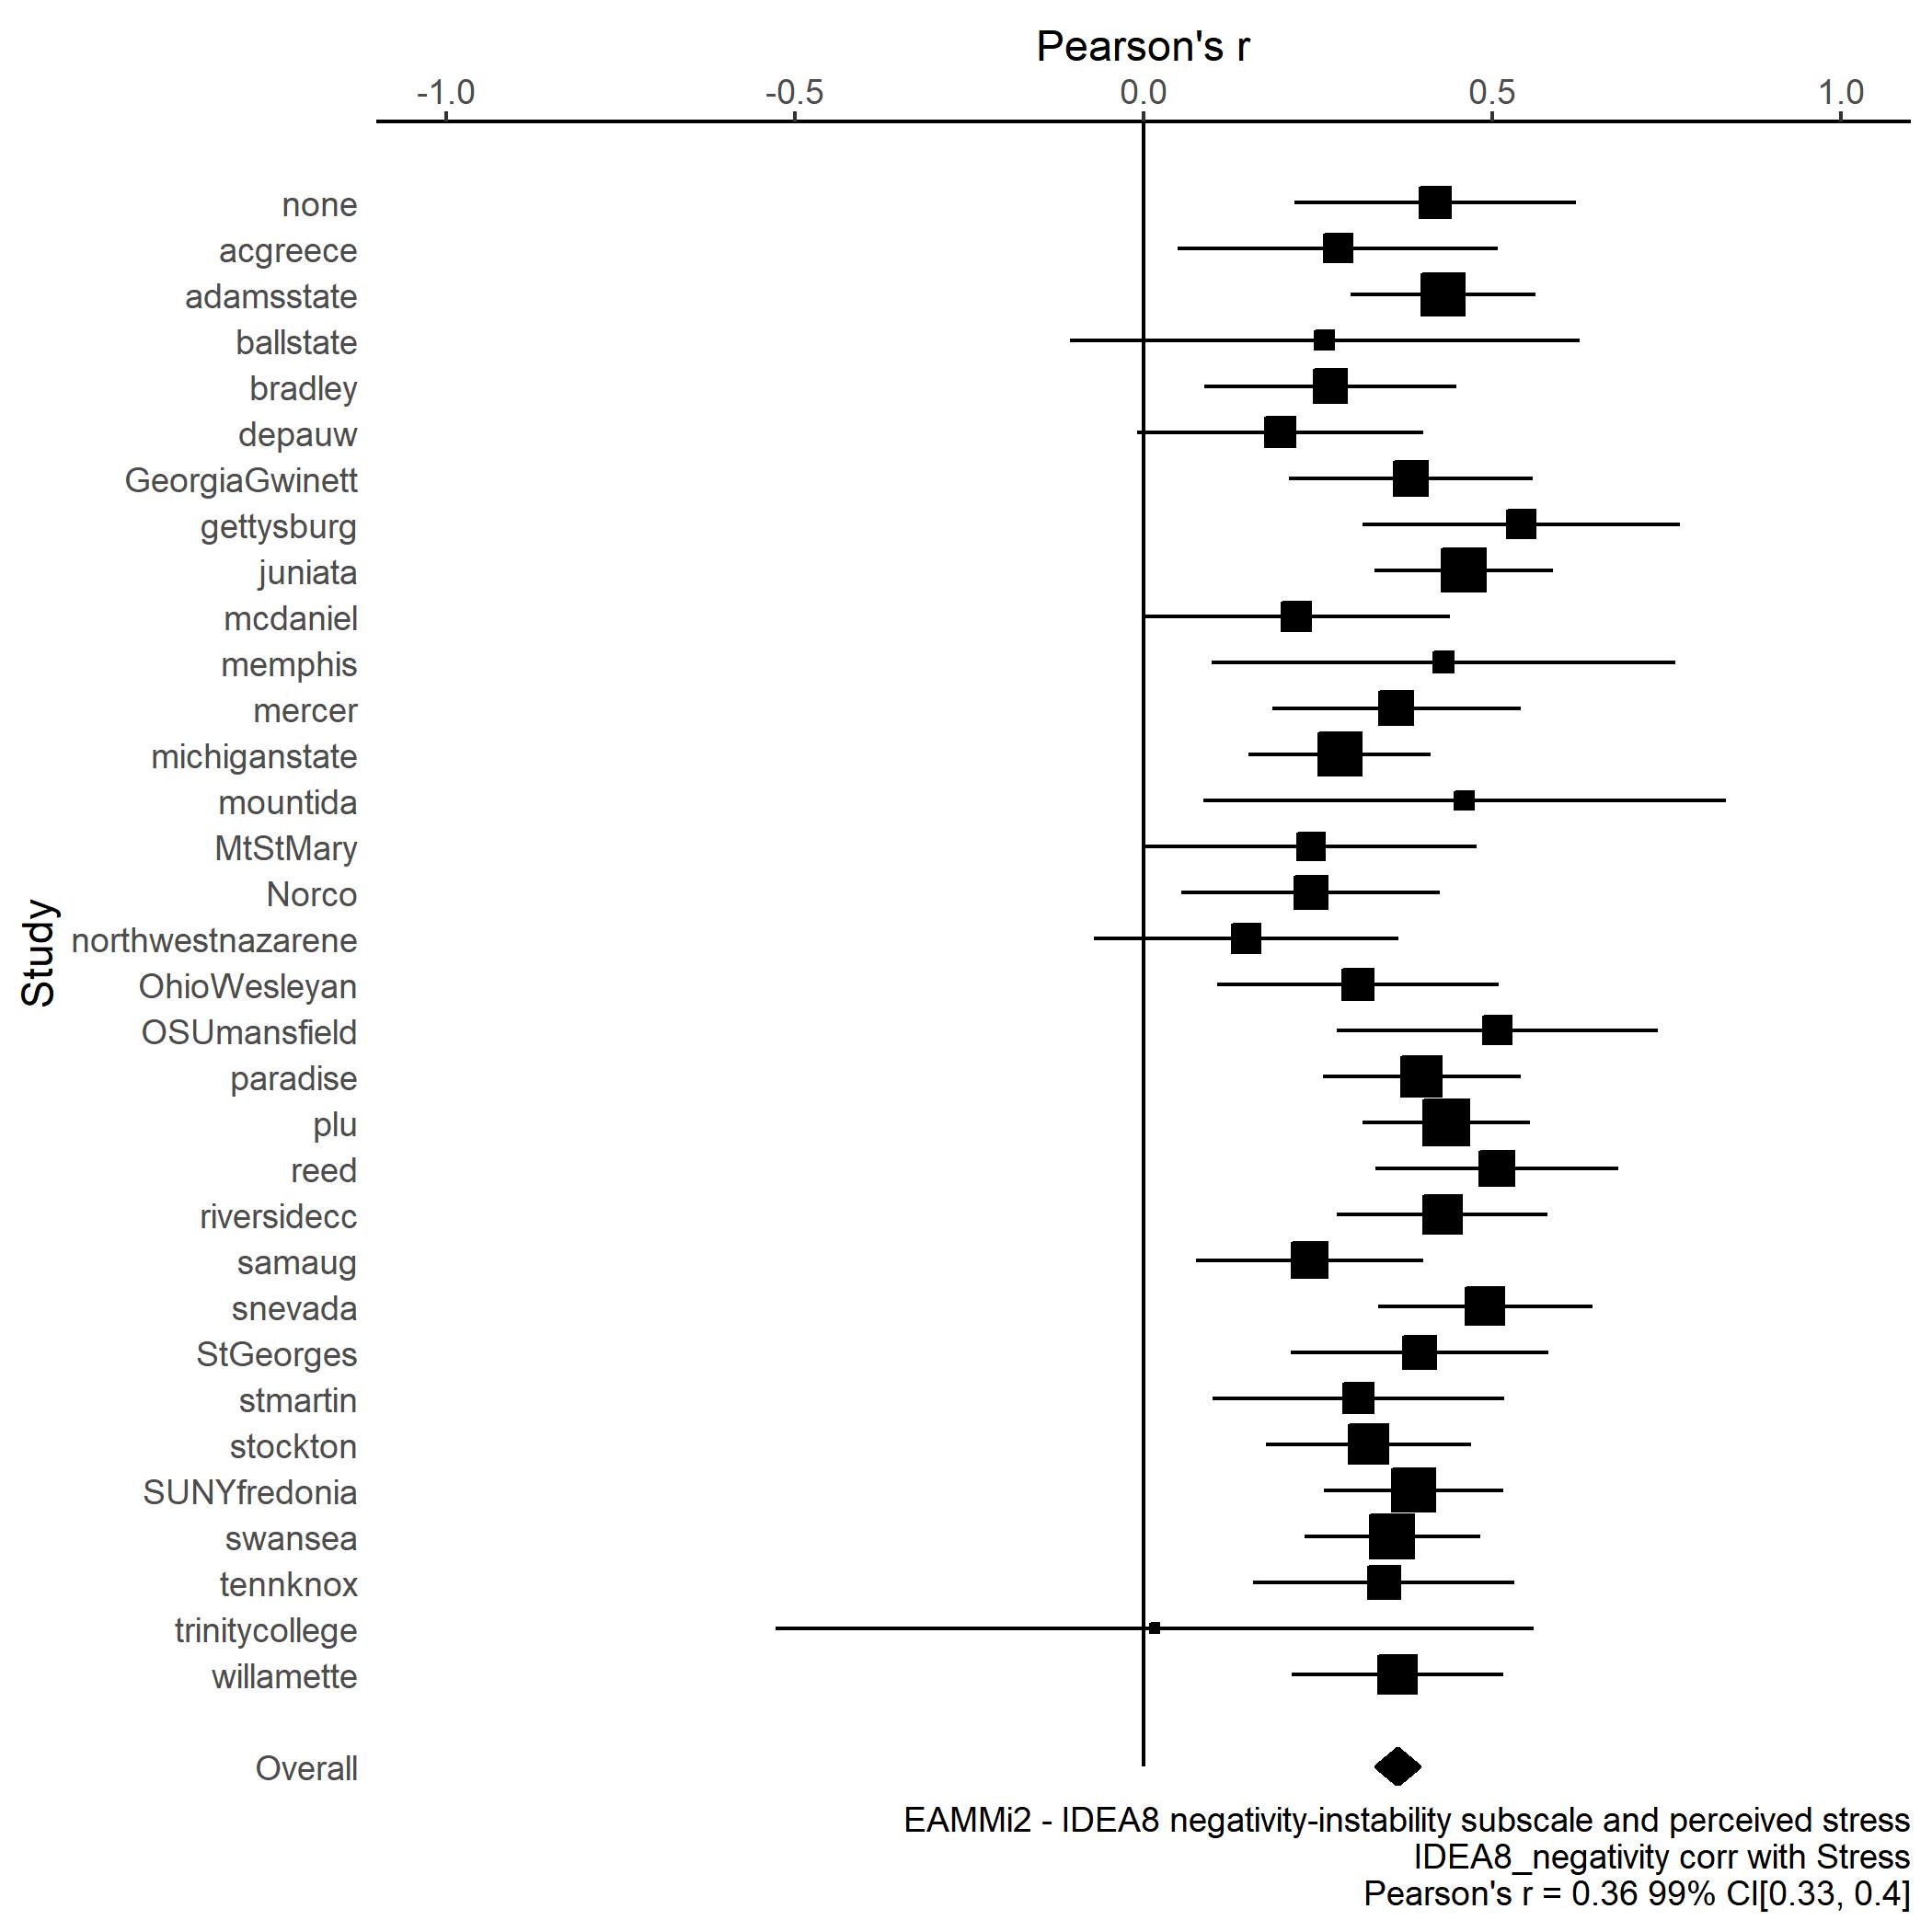 Pearson's r
-1.0 -0.5 0.0 0.5 1.0
none
acgreece
adamsstate
ballstate
bradley
depauw
GeorgiaGwinett
gettysburg
juniata
mcdaniel
memphis
mercer
michiganstate
mountida
MtStMary
Norco
Study
northwestnazarene
OhioWesleyan
OSUmansfield
paradise
plu
reed
riversidecc
samaug
snevada
StGeorges
stmartin
stockton
SUNYfredonia
swansea
tennknox
trinitycollege
willamette
Overall
EAMMi2 - IDEA8 negativity-instability subscale and perceived stress
IDEA8_negativity corr with Stress
Pearson's r = 0.36 99% CI[0.33, 0.4]